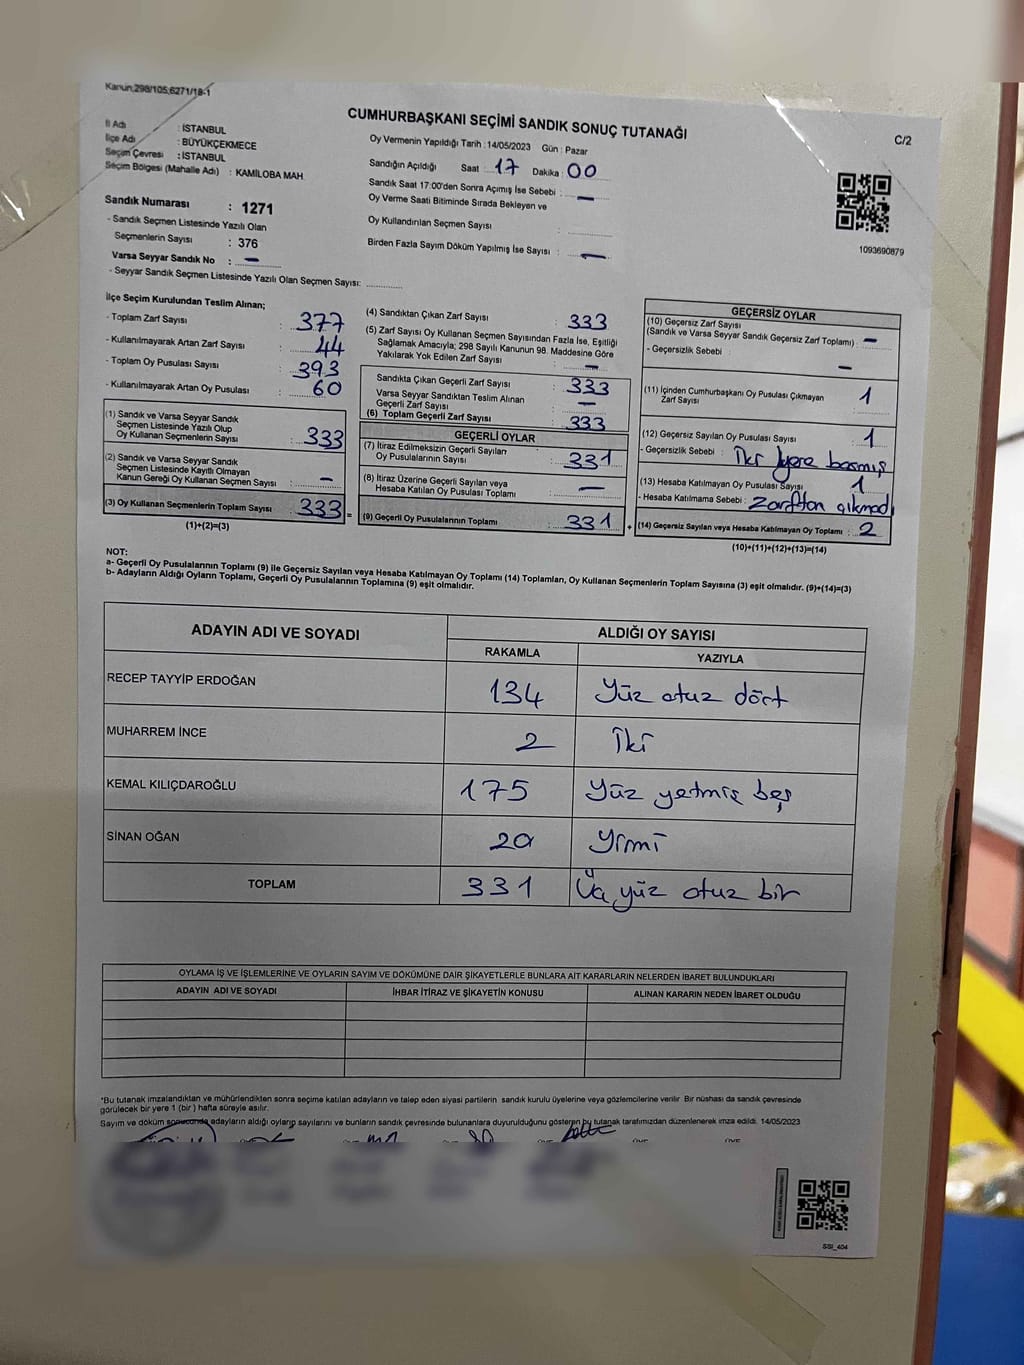 Kanun;298/105;6271/18-1
CUMHURBAŞKANI SEÇİMİ SANDIK SONUÇ TUTANAĞI
C/2
İl Adı : İSTANBUL
İlçe Adı : BÜYÜKÇEKMECE
Seçim Çevresi : İSTANBUL
Seçim Bölgesi (Mahalle Adı) : KAMİLOBA MAH.
Sandık Numarası : 1271
- Sandık Seçmen Listesinde Yazılı Olan
Seçmenlerin Sayısı : 376
Varsa Seyyar Sandık No : —
- Seyyar Sandık Seçmen Listesinde Yazılı Olan Seçmen Sayısı:
Oy Vermenin Yapıldığı Tarih : 14/05/2023 Gün : Pazar
Sandığın Açıldığı Saat : 17 Dakika : 00
Sandık Saat 17:00'den Sonra Açımış İse Sebebi : —
Oy Verme Saati Bitiminde Sırada Bekleyen ve
Oy Kullandırılan Seçmen Sayısı :
Birden Fazla Sayım Döküm Yapılmış İse Sayısı : —
1093690879
İlçe Seçim Kurulundan Teslim Alınan;
- Toplam Zarf Sayısı : 377
- Kullanılmayarak Artan Zarf Sayısı : 44
- Toplam Oy Pusulası Sayısı : 393
- Kullanılmayarak Artan Oy Pusulası : 60
(1) Sandık ve Varsa Seyyar Sandık
Seçmen Listesinde Yazılı Olup
Oy Kullanan Seçmenlerin Sayısı : 333
(2) Sandık ve Varsa Seyyar Sandık
Seçmen Listesinde Kayıtlı Olmayan
Kanun Gereği Oy Kullanan Seçmen Sayısı : —
(3) Oy Kullanan Seçmenlerin Toplam Sayısı : 333 =
(1)+(2)=(3)
(4) Sandıktan Çıkan Zarf Sayısı : 333
(5) Zarf Sayısı Oy Kullanan Seçmen Sayısından Fazla İse, Eşitliği
Sağlamak Amacıyla; 298 Sayılı Kanunun 98. Maddesine Göre
Yakılarak Yok Edilen Zarf Sayısı : —
Sandıkta Çıkan Geçerli Zarf Sayısı : 333
Varsa Seyyar Sandıktan Teslim Alınan
Geçerli Zarf Sayısı : —
(6) Toplam Geçerli Zarf Sayısı : 333
GEÇERLİ OYLAR
(7) İtiraz Edilmeksizin Geçerli Sayılan
Oy Pusulalarının Sayısı : 331
(8) İtiraz Üzerine Geçerli Sayılan veya
Hesaba Katılan Oy Pusulası Toplamı : —
(9) Geçerli Oy Pusulalarının Toplamı : 331 +
GEÇERSİZ OYLAR
(10) Geçersiz Zarf Sayısı
(Sandık ve Varsa Seyyar Sandık Geçersiz Zarf Toplamı) : —
- Geçersizlik Sebebi : —
(11) İçinden Cumhurbaşkanı Oy Pusulası Çıkmayan
Zarf Sayısı : 1
(12) Geçersiz Sayılan Oy Pusulası Sayısı : 1
- Geçersizlik Sebebi : iki yere basmış
(13) Hesaba Katılmayan Oy Pusulası Sayısı : 1
- Hesaba Katılmama Sebebi : Zarftan çıkmadı
(14) Geçersiz Sayılan veya Hesaba Katılmayan Oy Toplamı : 2
(10)+(11)+(12)+(13)=(14)
NOT:
a- Geçerli Oy Pusulalarının Toplamı (9) ile Geçersiz Sayılan veya Hesaba Katılmayan Oy Toplamı (14) Toplamları, Oy Kullanan Seçmenlerin Toplam Sayısına (3) eşit olmalıdır. (9)+(14)=(3)
b- Adayların Aldığı Oyların Toplamı, Geçerli Oy Pusulalarının Toplamına (9) eşit olmalıdır.
ADAYIN ADI VE SOYADI ALDIĞI OY SAYISI
RAKAMLA YAZIYLA
RECEP TAYYİP ERDOĞAN 134 Yüz otuz dört
MUHARREM İNCE 2 İki
KEMAL KILIÇDAROĞLU 175 Yüz yetmiş beş
SİNAN OĞAN 20 Yirmi
TOPLAM 331 Üç yüz otuz bir
OYLAMA İŞ VE İŞLEMLERİNE VE OYLARIN SAYIM VE DÖKÜMÜNE DAİR ŞİKAYETLERLE BUNLARA AİT KARARLARIN NELERDEN İBARET BULUNDUKLARI
ADAYIN ADI VE SOYADI İHBAR İTİRAZ VE ŞİKAYETİN KONUSU ALINAN KARARIN NEDEN İBARET OLDUĞU
*Bu tutanak imzalandıktan ve mühürlendikten sonra seçime katılan adayların ve talep eden siyasi partilerin sandık kurulu üyelerine veya gözlemcilerine verilir. Bir nüshası da sandık çevresinde
görülecek bir yere 1 (bir) hafta süreyle asılır.
Sayım ve döküm sonucunda adayların aldığı oyların sayılarını ve bunların sandık çevresinde bulunanlara duyurulduğunu gösteren bu tutanak tarafımızdan düzenlenerek imza edildi. 14/05/2023
SSI_404